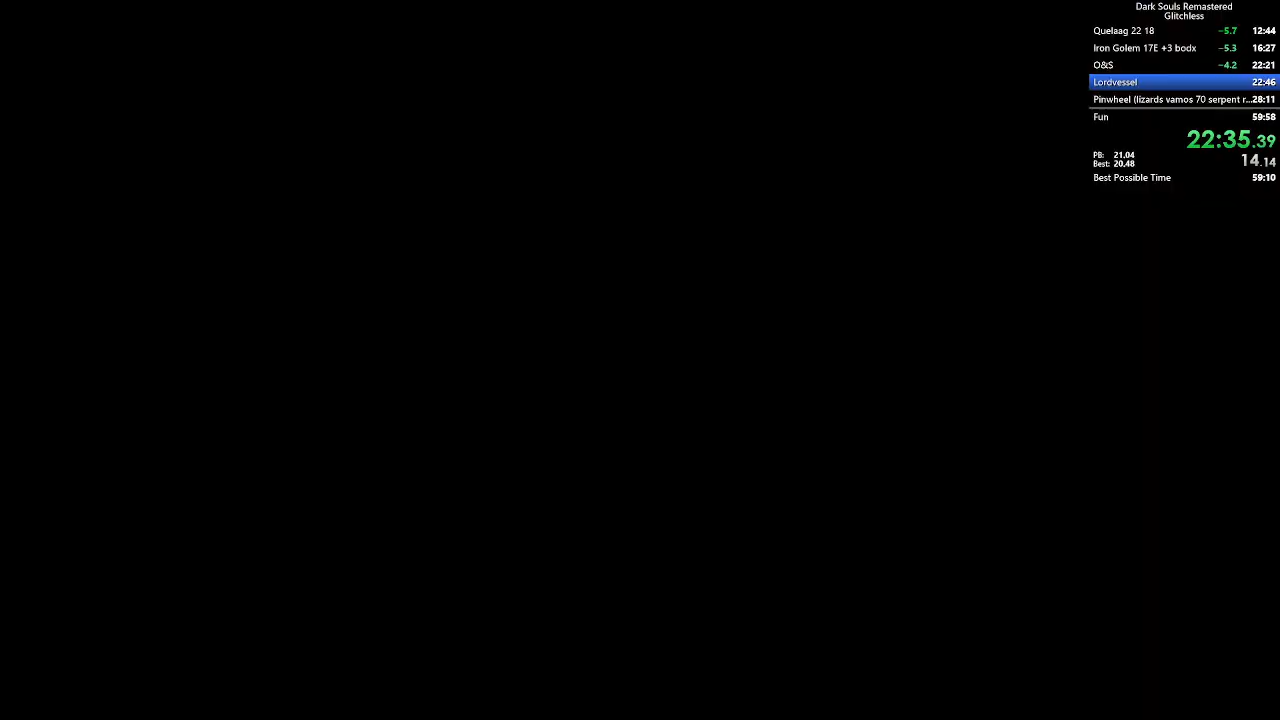 Dark Souls Remastered
Glitchless
Quelaag 22 18 −5.7 12:44
Iron Golem 17E +3 bodx −5.3 16:27
O&S −4.2 22:21
Lordvessel 22:46
Pinwheel (lizards vamos 70 serpent r... 28:11
Fun 59:58
22:35.39
PB: 21.04 14.14
Best: 20.48
Best Possible Time 59:10